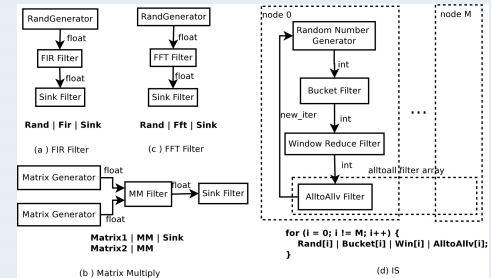 RandGenerator
float
FIR Filter
float
Sink Filter
Rand | Fir | Sink
(a ) FIR Filter
RandGenerator
float
FFT Filter
float
Sink Filter
Rand | Fft | Sink
(c ) FFT Filter
Matrix Generator
float
Matrix Generator
float
MM Filter
float
Sink Filter
Matrix1 | MM | Sink
Matrix2 | MM
(b ) Matrix Multiply
node 0
node M
Random Number
Generator
int
Bucket Filter
new_iter
int
Window Reduce Filter
int
alltoall filter array
AlltoAllv Filter
...
for (i = 0; i != M; i++) {
Rand[i] | Bucket[i] | Win[i] | AlltoAllv[i];
}
(d) IS